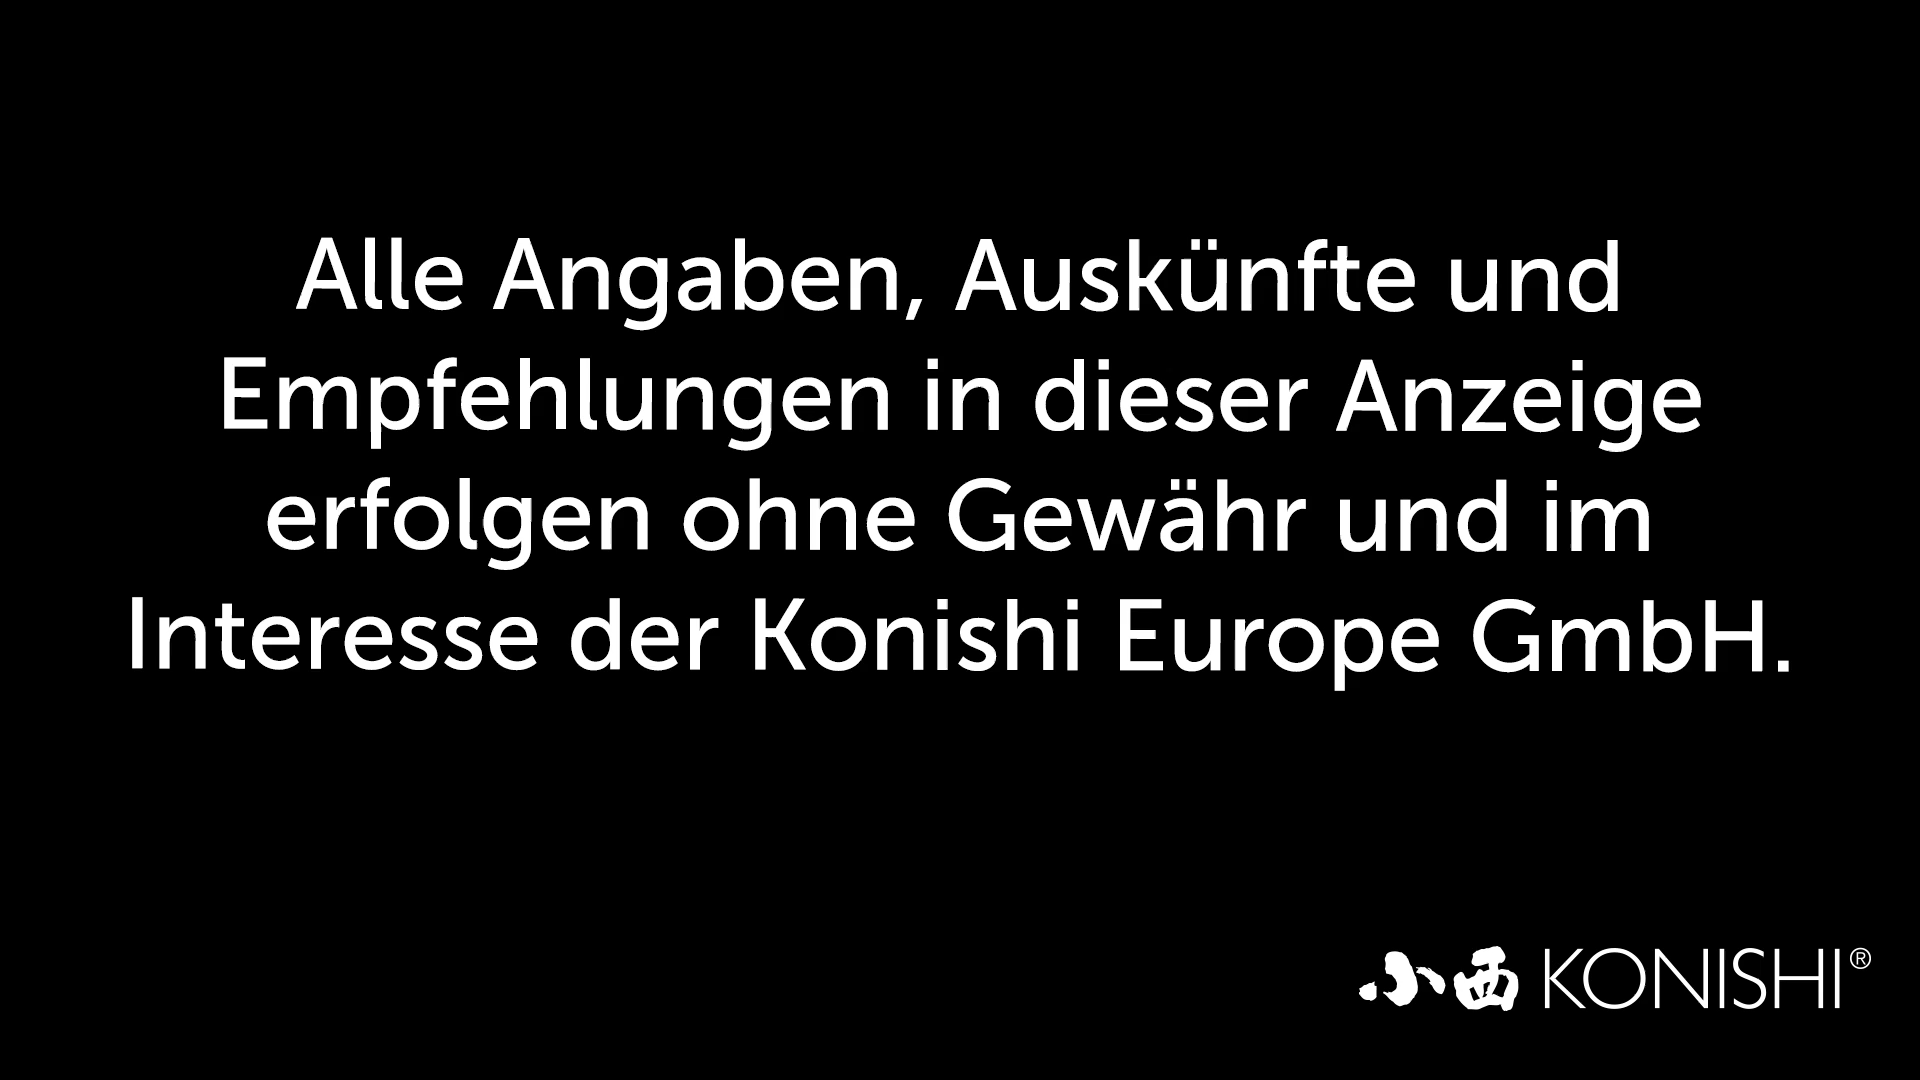 Alle Angaben, Auskünfte und
Empfehlungen in dieser Anzeige
erfolgen ohne Gewähr und im
Interesse der Konishi Europe GmbH.
小西 KONISHI®